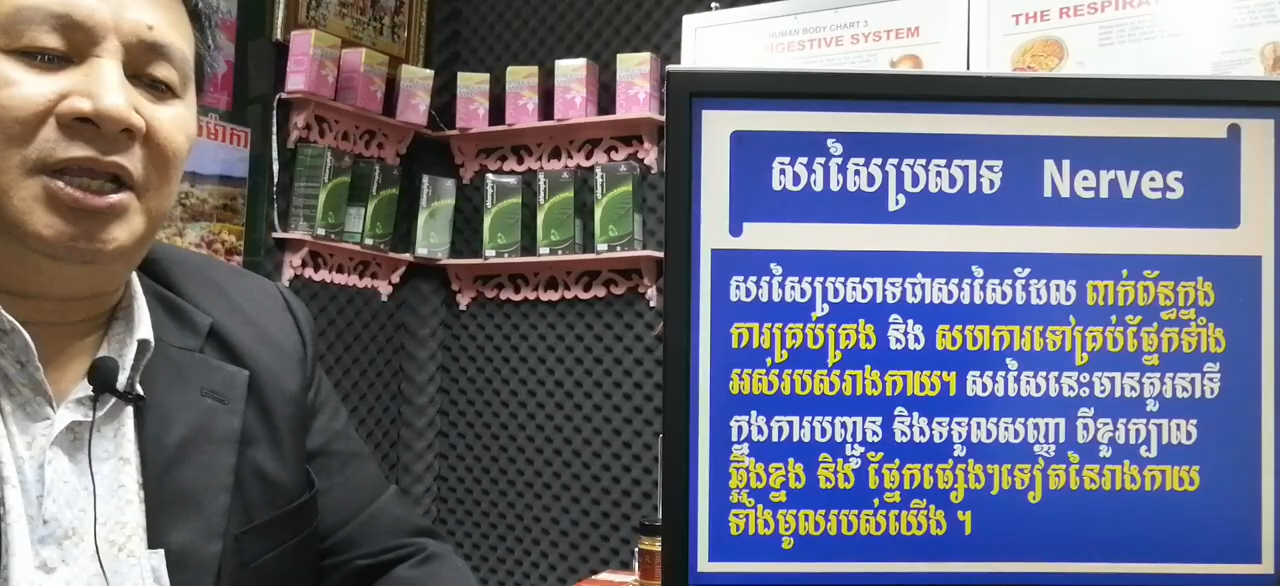 HUMAN BODY CHART 3
DIGESTIVE SYSTEM
THE RESPIRA
សរសៃប្រសាទ Nerves
សរសៃប្រសាទជាសរសៃដែល ពាក់ព័ន្ធក្នុង
ការគ្រប់គ្រង និង សហការទៅគ្រប់ផ្នែកទាំង
អស់របស់រាងកាយ។ សរសៃនេះមានតួរនាទី
ក្នុងការបញ្ជូន និងទទួលសញ្ញា ពីខួរក្បាល
ឆ្អឹងខ្នង និង ផ្នែកផ្សេងៗទៀតនៃរាងកាយ
ទាំងមូលរបស់យើង ។